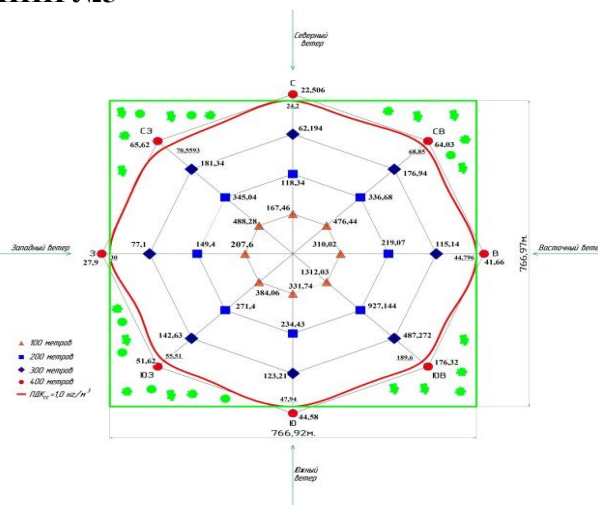 Северный
ветер
С
22,506
24,2
СЗ
65,62
70,5593
62,194
СВ
64,03
68,85
181,34
176,94
118,34
345,04
336,68
167,46
488,28
476,44
Западный ветер
З
27,9
30
77,1
149,4
207,6
310,02
219,07
115,14
44,796
В
41,66
Восточный ветер
384,06
1312,03
331,74
271,4
927,144
234,43
142,63
487,272
123,21
51,62
55,51
ЮЗ
189,6
176,32
ЮВ
47,94
Ю
44,58
100 метров
200 метров
300 метров
400 метров
766,92м.
766,97м.
Южный
ветер